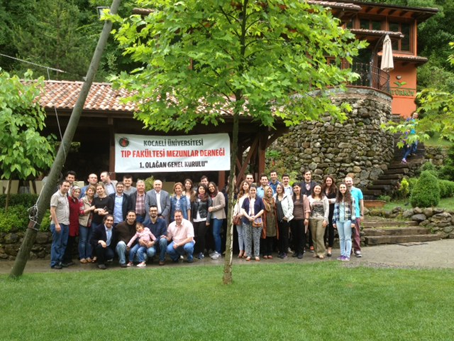 KOCAELİ ÜNİVERSİTESİ
TIP FAKÜLTESİ MEZUNLAR DERNEĞİ
1. OLAĞAN GENEL KURULU"